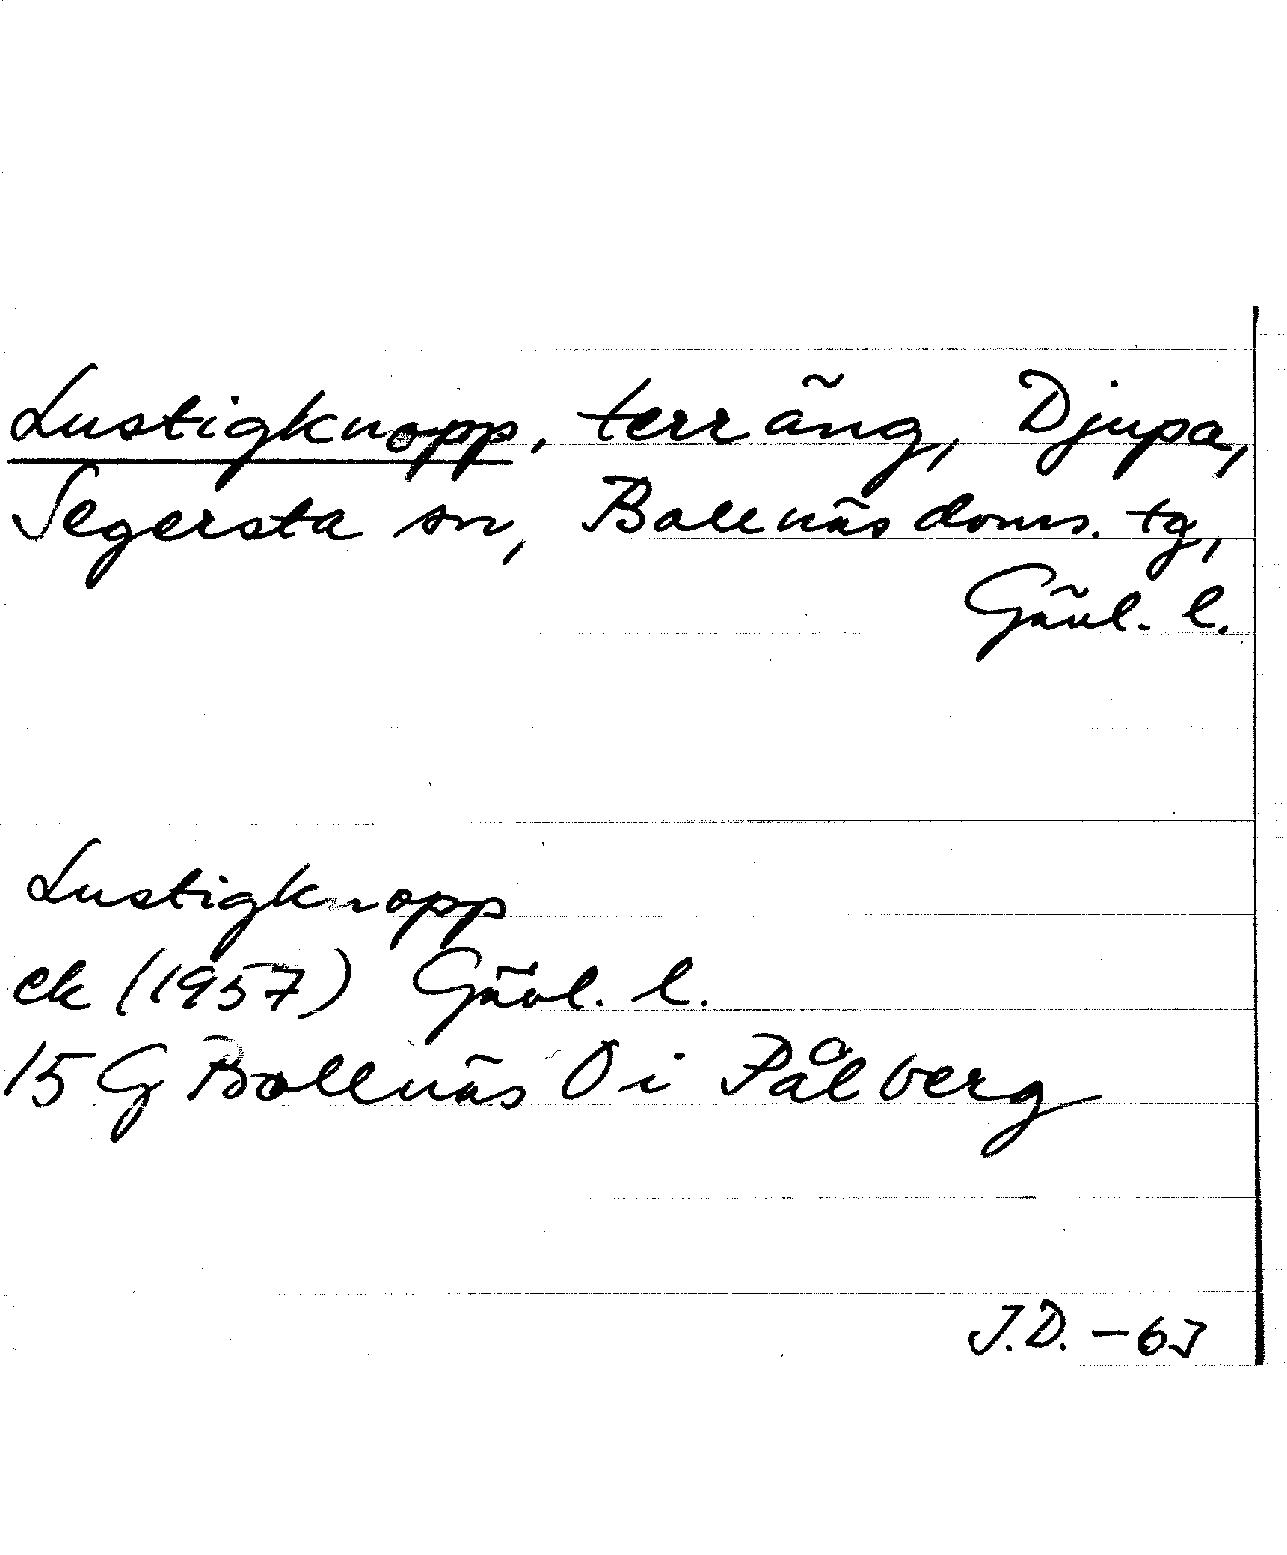 Lustigknopp, terräng, Djupa,
Segersta sn, Bollnäs doms. tg,
Gävl. l.
Lustigknopp
ek (1957) Gävl. l.
15 G Bollnäs O i Pålberg
J.D. -63